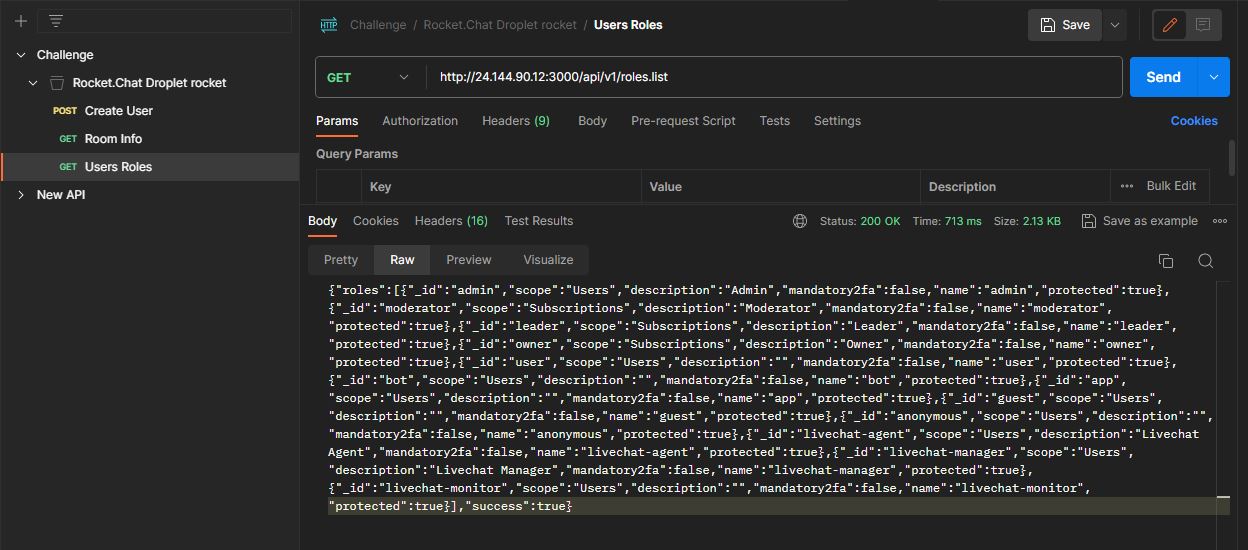 Challenge / Rocket.Chat Droplet rocket / Users Roles
Save
Challenge
Rocket.Chat Droplet rocket
POST Create User
GET Room Info
GET Users Roles
New API
HTTP
GET http://24.144.90.12:3000/api/v1/roles.list
Send
Params Authorization Headers (9) Body Pre-request Script Tests Settings Cookies
Query Params
Key Value Description Bulk Edit
Body Cookies Headers (16) Test Results Status: 200 OK Time: 713 ms Size: 2.13 KB Save as example
Pretty Raw Preview Visualize
{"roles":[{"_id":"admin","scope":"Users","description":"Admin","mandatory2fa":false,"name":"admin","protected":true},
{"_id":"moderator","scope":"Subscriptions","description":"Moderator","mandatory2fa":false,"name":"moderator",
"protected":true},{"_id":"leader","scope":"Subscriptions","description":"Leader","mandatory2fa":false,"name":"leader",
"protected":true},{"_id":"owner","scope":"Subscriptions","description":"Owner","mandatory2fa":false,"name":"owner",
"protected":true},{"_id":"user","scope":"Users","description":"","mandatory2fa":false,"name":"user","protected":true},
{"_id":"bot","scope":"Users","description":"","mandatory2fa":false,"name":"bot","protected":true},{"_id":"app",
"scope":"Users","description":"","mandatory2fa":false,"name":"app","protected":true},{"_id":"guest","scope":"Users",
"description":"","mandatory2fa":false,"name":"guest","protected":true},{"_id":"anonymous","scope":"Users","description":"",
"mandatory2fa":false,"name":"anonymous","protected":true},{"_id":"livechat-agent","scope":"Users","description":"Livechat
Agent","mandatory2fa":false,"name":"livechat-agent","protected":true},{"_id":"livechat-manager","scope":"Users",
"description":"Livechat Manager","mandatory2fa":false,"name":"livechat-manager","protected":true},
{"_id":"livechat-monitor","scope":"Users","description":"","mandatory2fa":false,"name":"livechat-monitor",
"protected":true}],"success":true}